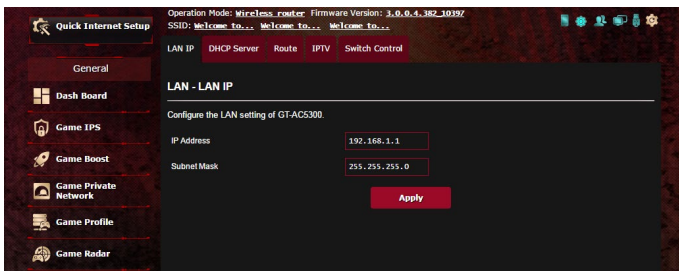 Quick Internet Setup
Operation Mode: Wireless router Firmware Version: 3.0.0.4.382_10397
SSID: Welcome to... Welcome to... Welcome to...
LAN IP DHCP Server Route IPTV Switch Control
General
Dash Board
Game IPS
Game Boost
Game Private
Network
Game Profile
Game Radar
LAN - LAN IP
Configure the LAN setting of GT-AC5300.
IP Address 192.168.1.1
Subnet Mask 255.255.255.0
Apply